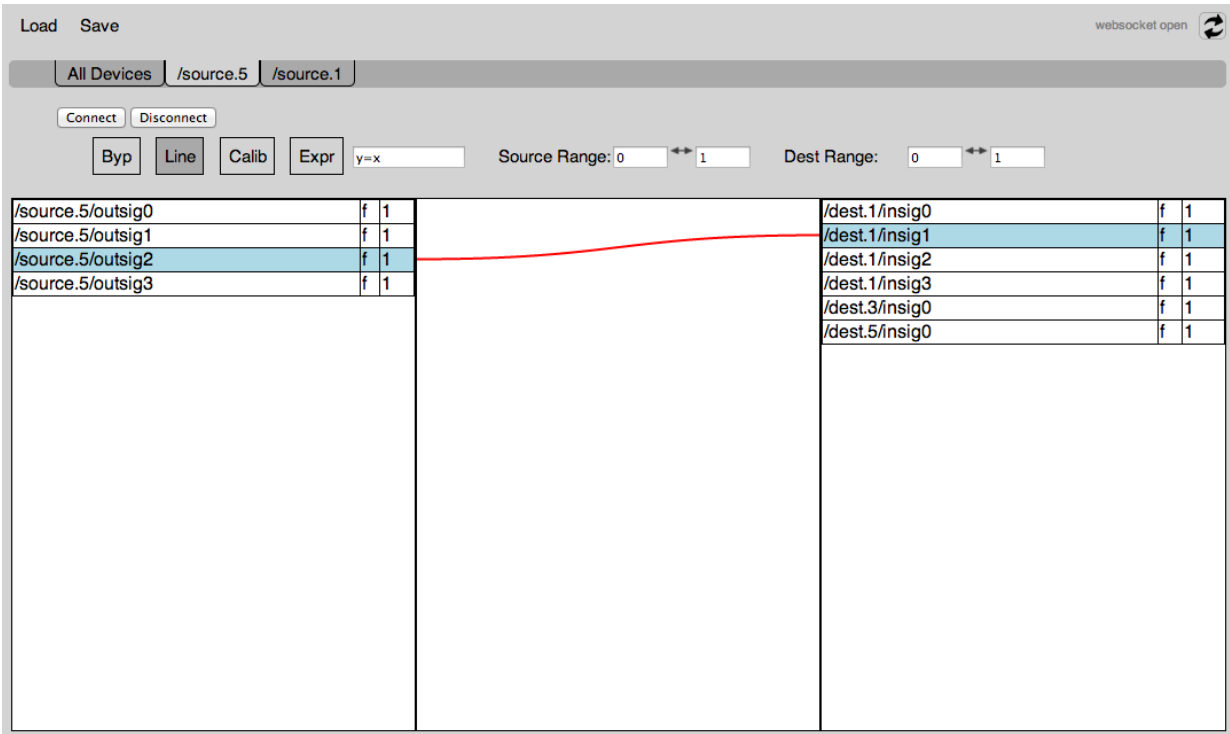 Load Save websocket open
All Devices /source.5 /source.1
Connect Disconnect
Byp Line Calib Expr y=x Source Range: 0 1 Dest Range: 0 1
/source.5/outsig0 f 1 /dest.1/insig0 f 1
/source.5/outsig1 f 1 /dest.1/insig1 f 1
/source.5/outsig2 f 1 /dest.1/insig2 f 1
/source.5/outsig3 f 1 /dest.1/insig3 f 1
/dest.3/insig0 f 1
/dest.5/insig0 f 1